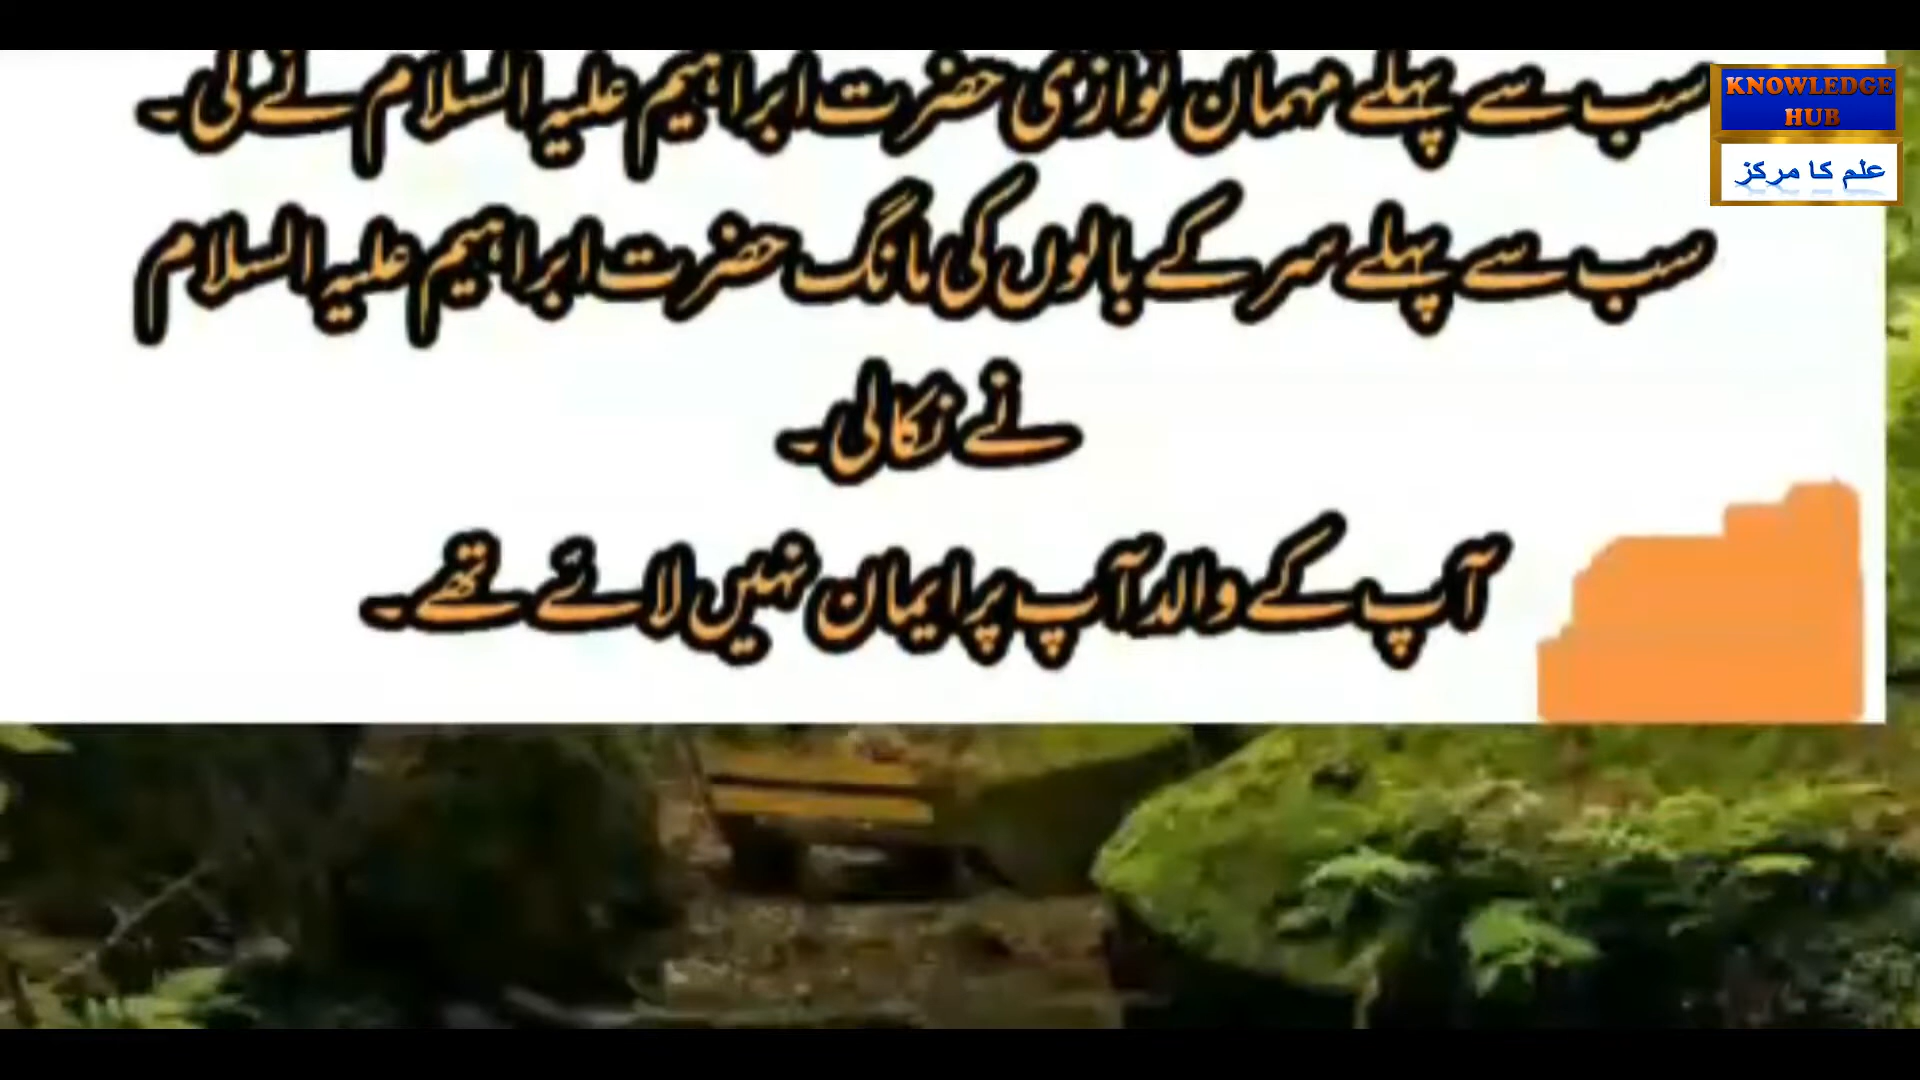 سب سے پہلے مہمان نوازی حضرت ابراہیم علیہ السلام نے کی۔
سب سے پہلے سر کے بالوں کی مانگ حضرت ابراہیم علیہ السلام
نے نکالی۔
آپ کے والد آپ پر ایمان نہیں لائے تھے۔
KNOWLEDGE
HUB
علم کا مرکز